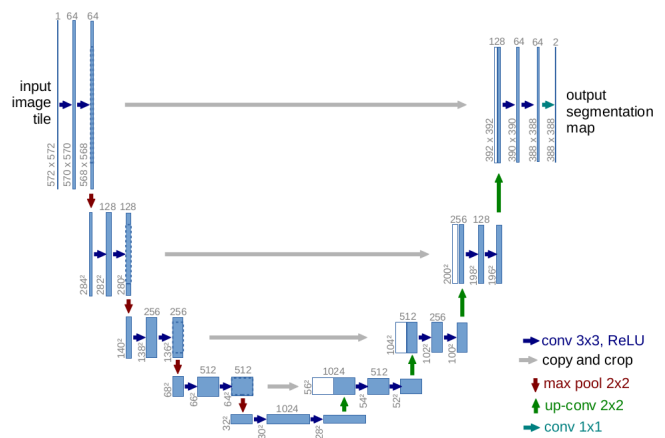 1 64 64
128 64 64 2
input
image
tile
output
segmentation
map
572 x 572
570 x 570
568 x 568
392 x 392
390 x 390
388 x 388
388 x 388
128 128
256 128
284²
282²
280²
200²
198²
196²
256 256
512 256
140²
138²
136²
104²
102²
100²
512 512
1024 512
68²
66²
64²
56²
54²
52²
1024
32²
30²
28²
conv 3x3, ReLU
copy and crop
max pool 2x2
up-conv 2x2
conv 1x1